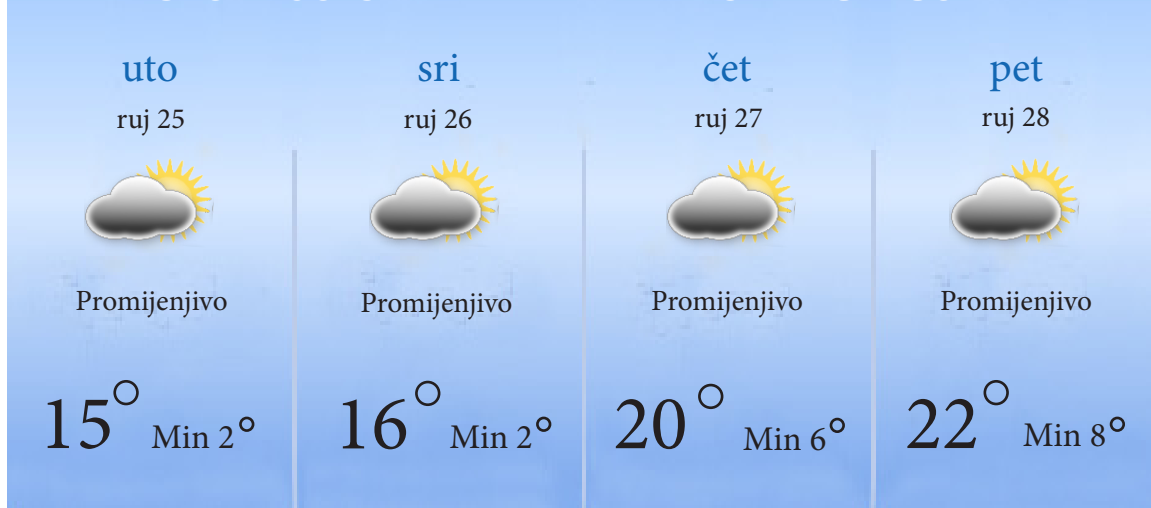 uto
ruj 25
Promijenjivo
15° Min 2°
sri
ruj 26
Promijenjivo
16° Min 2°
čet
ruj 27
Promijenjivo
20° Min 6°
pet
ruj 28
Promijenjivo
22° Min 8°